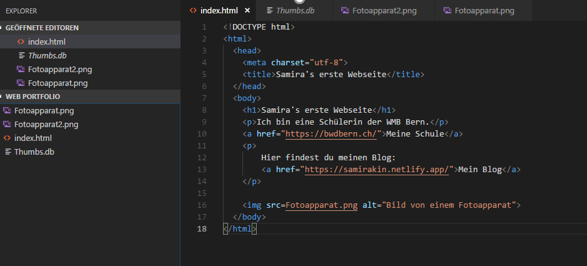 EXPLORER
GEÖFFNETE EDITOREN
index.html
Thumbs.db
Fotoapparat2.png
Fotoapparat.png
WEB PORTFOLIO
Fotoapparat.png
Fotoapparat2.png
index.html
Thumbs.db
index.html × Thumbs.db Fotoapparat2.png Fotoapparat.png
1 <!DOCTYPE html>
2 <html>
3 <head>
4 <meta charset="utf-8">
5 <title>Samira's erste Webseite</title>
6 </head>
7 <body>
8 <h1>Samira's erste Webseite</h1>
9 <p>Ich bin eine Schülerin der WMB Bern.</p>
10 <a href="https://bwdbern.ch/">Meine Schule</a>
11 <p>
12 Hier findest du meinen Blog:
13 <a href="https://samirakin.netlify.app/">Mein Blog</a>
14 </p>
15
16 <img src=Fotoapparat.png alt="Bild von einem Fotoapparat">
17 </body>
18 </html>